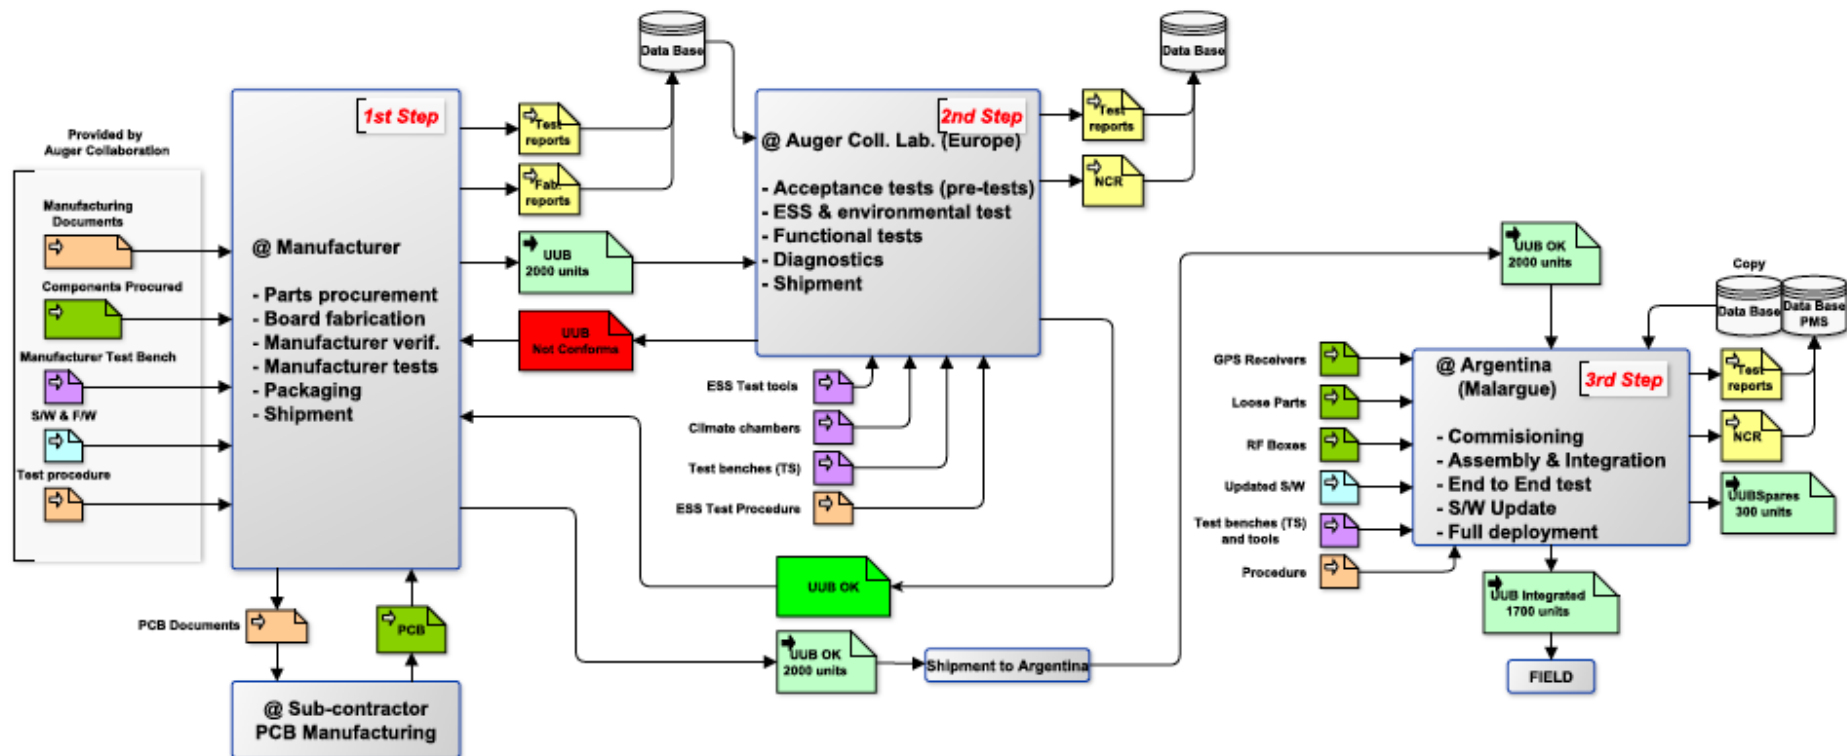 Data Base
Data Base
1st Step
2nd Step
Provided by
Auger Collaboration
Test
reports
Fab.
reports
@ Auger Coll. Lab. (Europe)
- Acceptance tests (pre-tests)
- ESS & environmental test
- Functional tests
- Diagnostics
- Shipment
Test
reports
NCR
Manufacturing
Documents
Components Procured
Manufacturer Test Bench
S/W & F/W
Test procedure
@ Manufacturer
- Parts procurement
- Board fabrication
- Manufacturer verif.
- Manufacturer tests
- Packaging
- Shipment
UUB
2000 units
UUB
Not Conforma
ESS Test tools
Climate chambers
Test benches (TS)
ESS Test Procedure
UUB OK
UUB OK
2000 units
Shipment to Argentina
PCB Documents
PCB
@ Sub-contractor
PCB Manufacturing
UUB OK
2000 units
Copy
Data Base
Data Base
PMS
GPS Receivers
Loose Parts
RF Boxes
Updated S/W
Test benches (TS)
and tools
Procedure
@ Argentina
(Malargue)
3rd Step
- Commisioning
- Assembly & Integration
- End to End test
- S/W Update
- Full deployment
Test
reports
NCR
UUBSpares
300 units
UUB Integrated
1700 units
FIELD